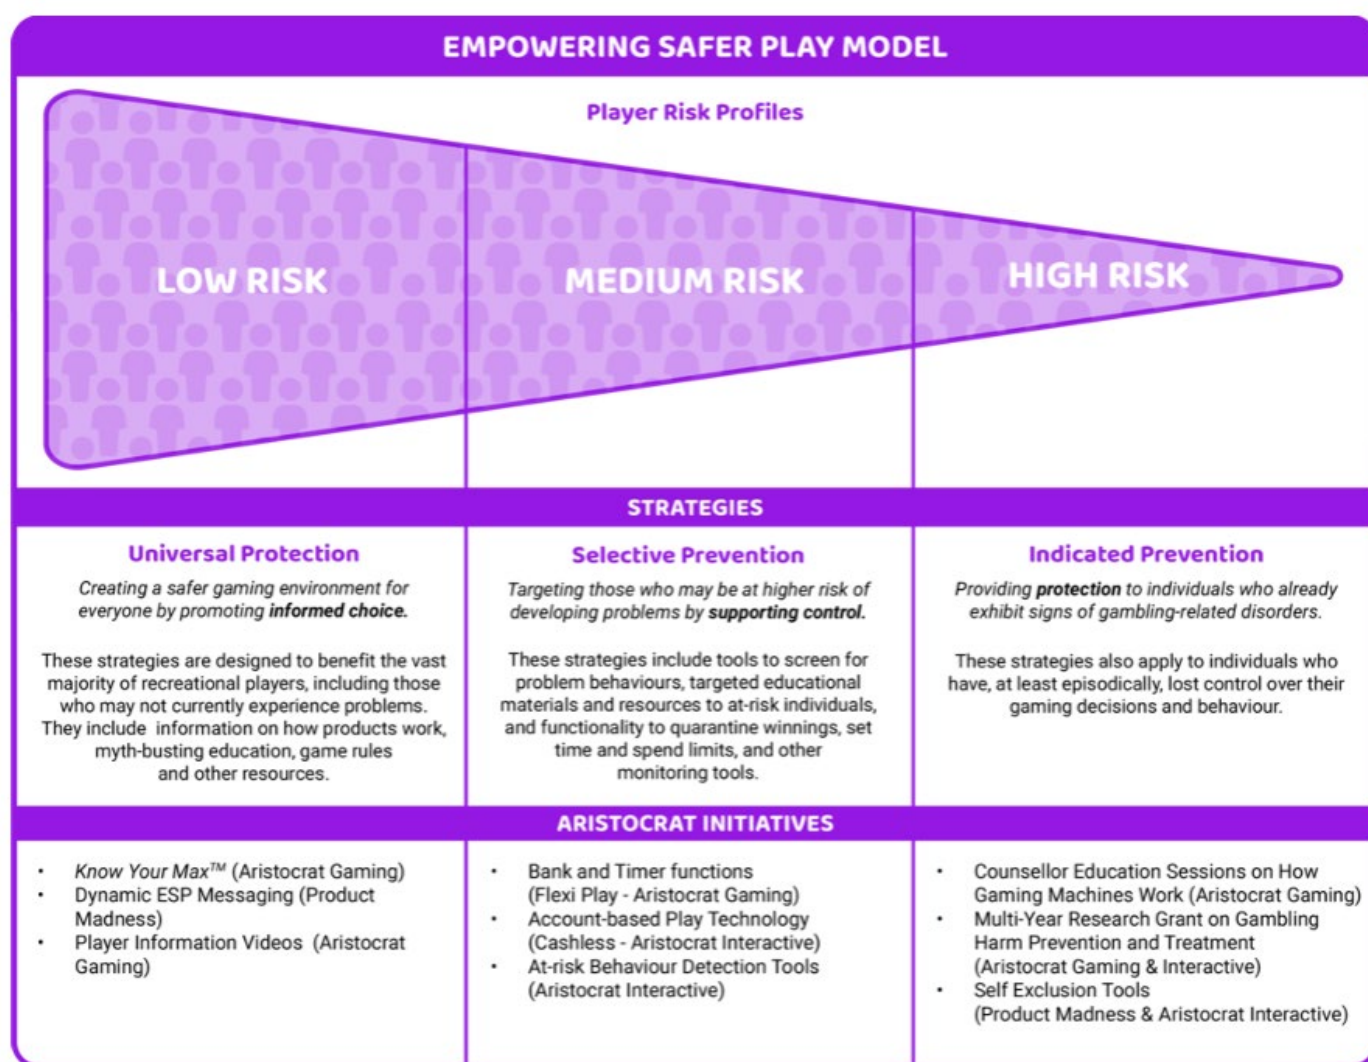 EMPOWERING SAFER PLAY MODEL
Player Risk Profiles
LOW RISK
MEDIUM RISK
HIGH RISK
STRATEGIES
Universal Protection
Creating a safer gaming environment for
everyone by promoting informed choice.
These strategies are designed to benefit the vast
majority of recreational players, including those
who may not currently experience problems.
They include information on how products work,
myth-busting education, game rules
and other resources.
Selective Prevention
Targeting those who may be at higher risk of
developing problems by supporting control.
These strategies include tools to screen for
problem behaviours, targeted educational
materials and resources to at-risk individuals,
and functionality to quarantine winnings, set
time and spend limits, and other
monitoring tools.
Indicated Prevention
Providing protection to individuals who already
exhibit signs of gambling-related disorders.
These strategies also apply to individuals who
have, at least episodically, lost control over their
gaming decisions and behaviour.
ARISTOCRAT INITIATIVES
• Know Your Max™ (Aristocrat Gaming)
• Dynamic ESP Messaging (Product
Madness)
• Player Information Videos (Aristocrat
Gaming)
• Bank and Timer functions
(Flexi Play - Aristocrat Gaming)
• Account-based Play Technology
(Cashless - Aristocrat Interactive)
• At-risk Behaviour Detection Tools
(Aristocrat Interactive)
• Counsellor Education Sessions on How
Gaming Machines Work (Aristocrat Gaming)
• Multi-Year Research Grant on Gambling
Harm Prevention and Treatment
(Aristocrat Gaming & Interactive)
• Self Exclusion Tools
(Product Madness & Aristocrat Interactive)